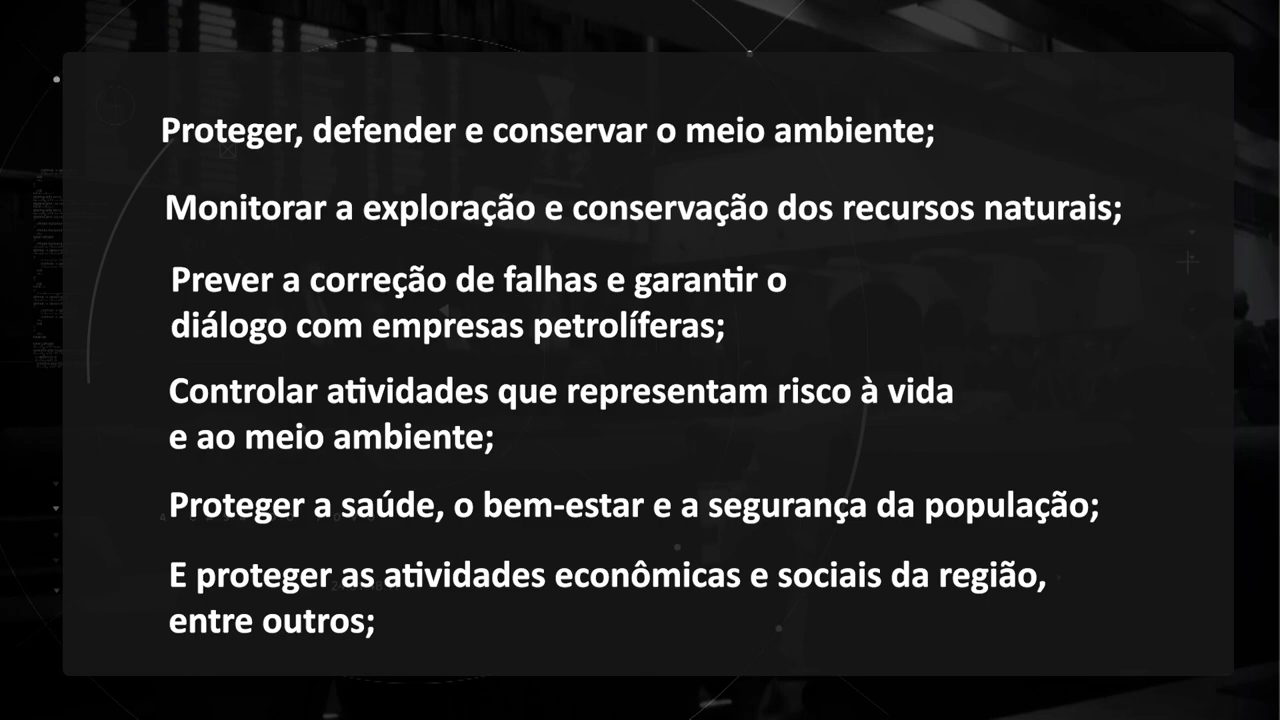 Proteger, defender e conservar o meio ambiente;
Monitorar a exploração e conservação dos recursos naturais;
Prever a correção de falhas e garantir o
diálogo com empresas petrolíferas;
Controlar atividades que representam risco à vida
e ao meio ambiente;
Proteger a saúde, o bem-estar e a segurança da população;
E proteger as atividades econômicas e sociais da região,
entre outros;